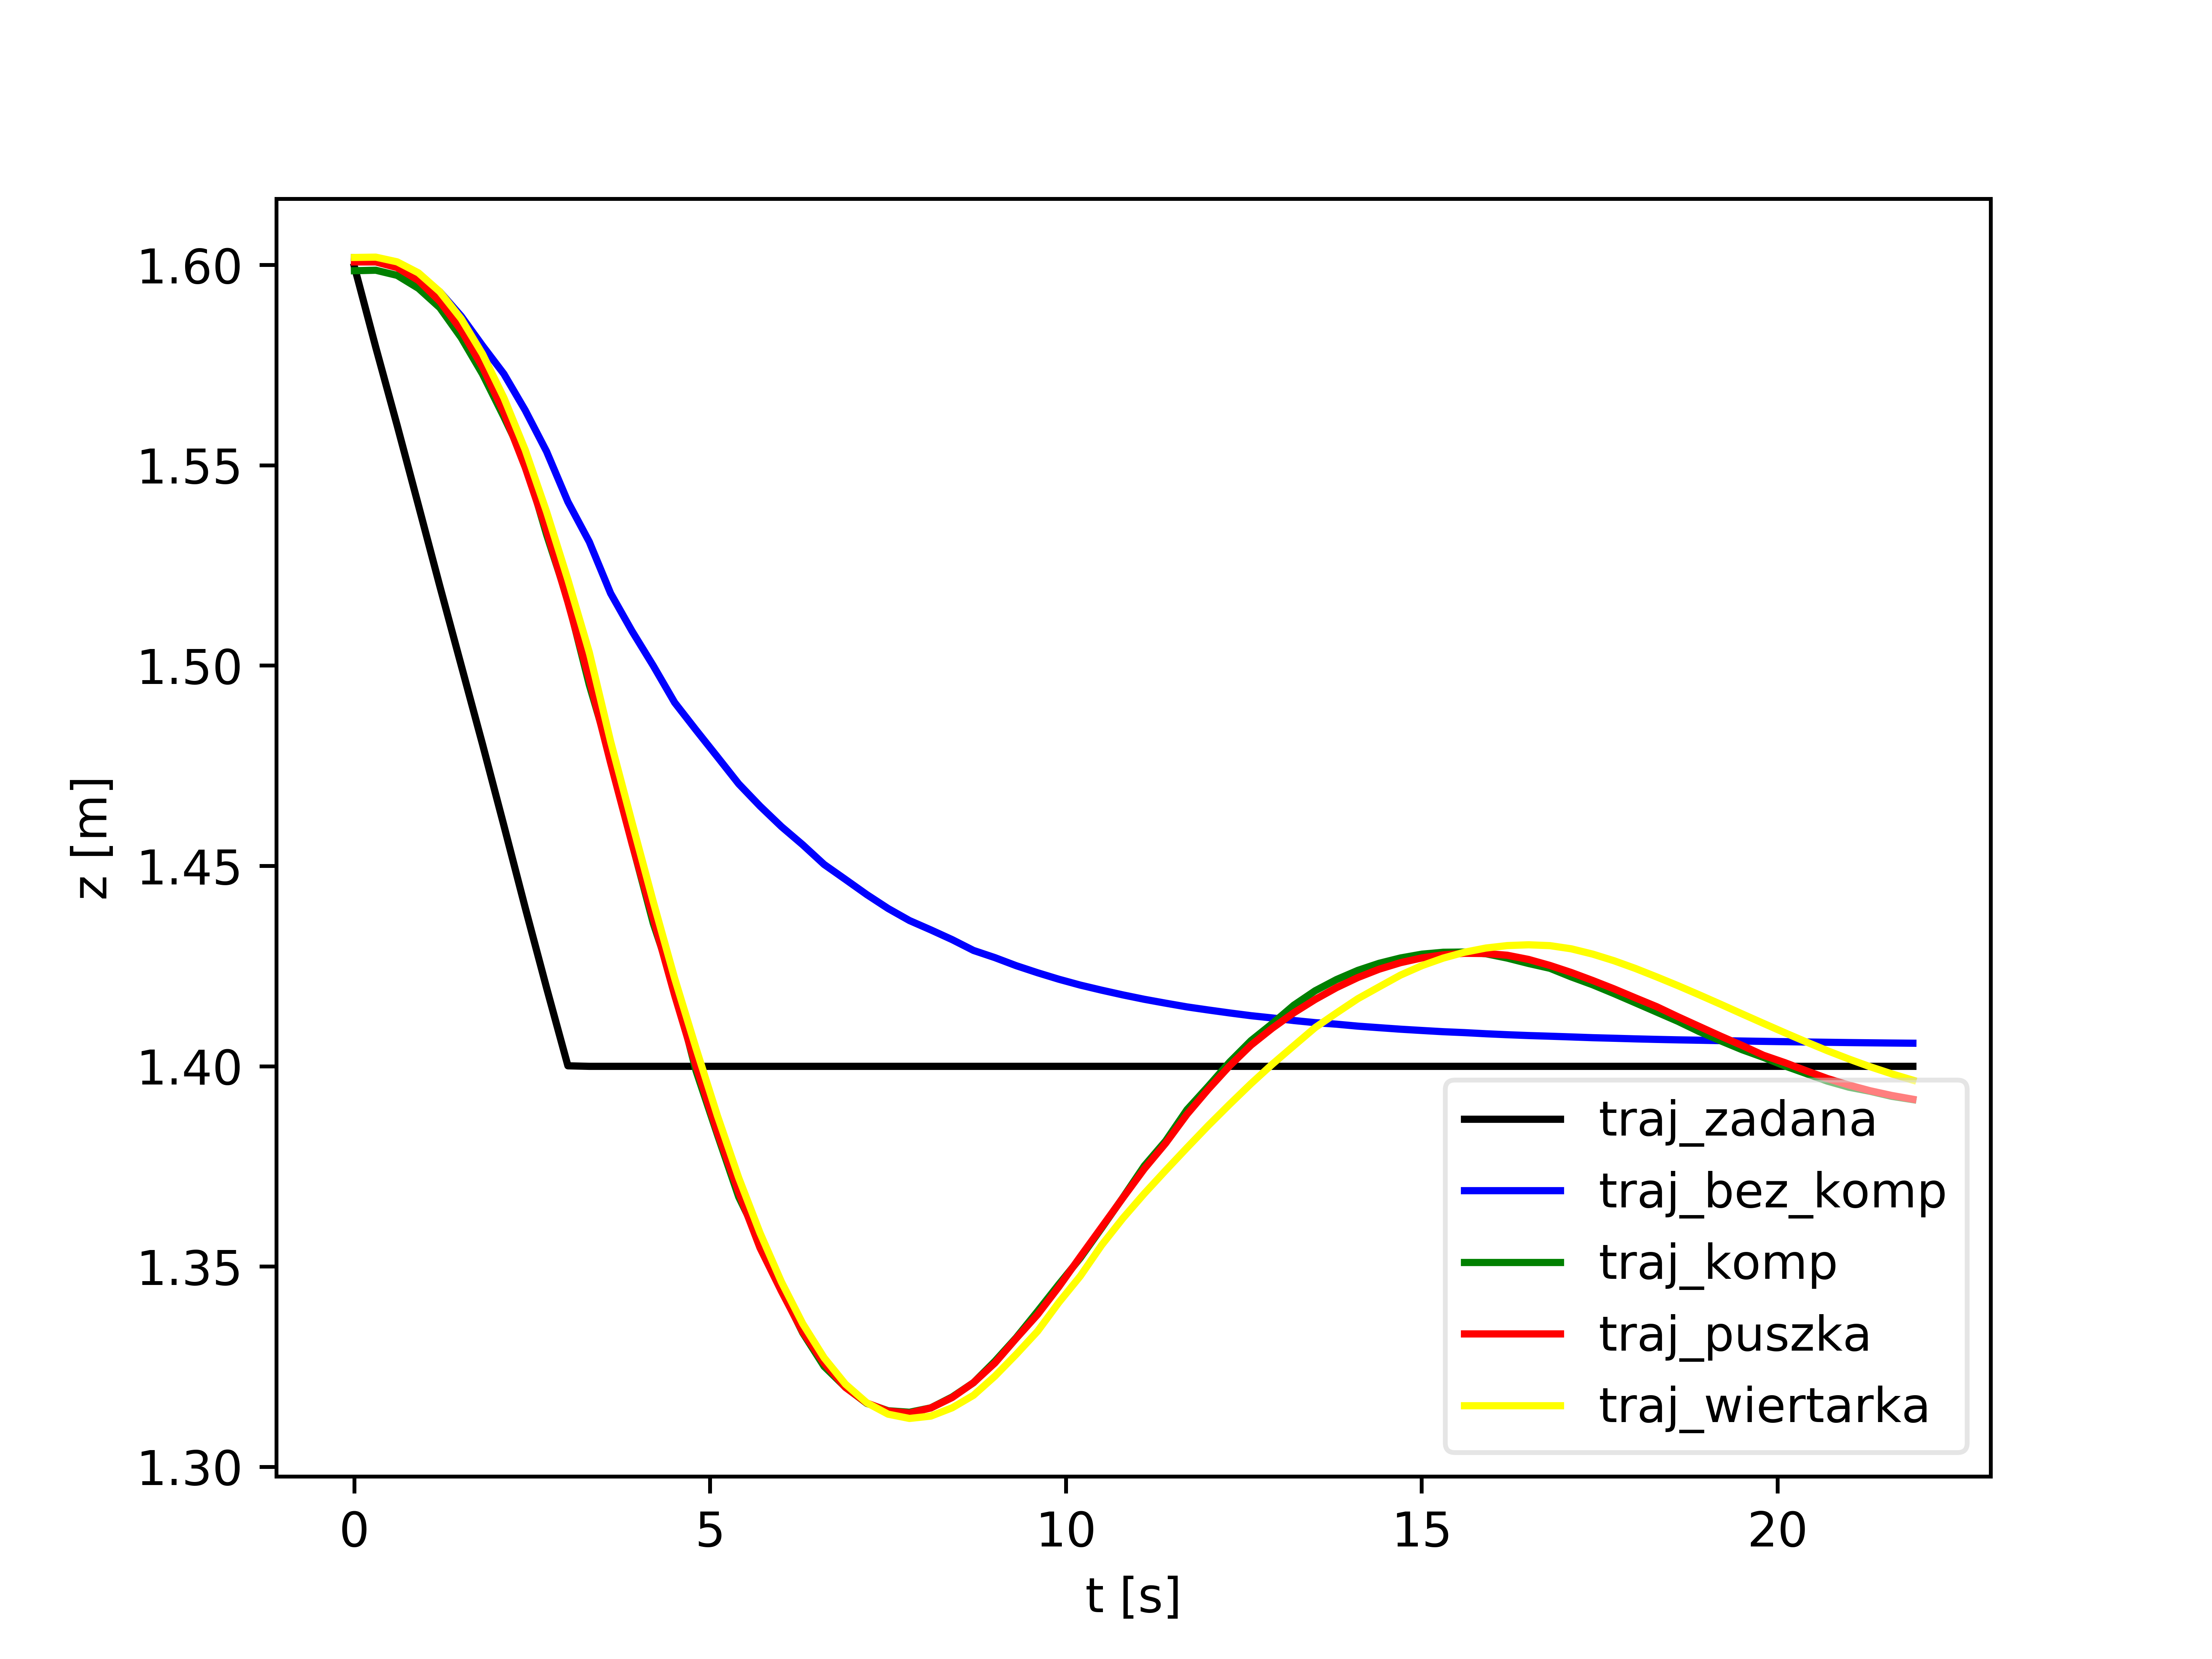 1.60
1.55
1.50
1.45
1.40
1.35
1.30
z [m]
0 5 10 15 20
t [s]
traj_zadana
traj_bez_komp
traj_komp
traj_puszka
traj_wiertarka